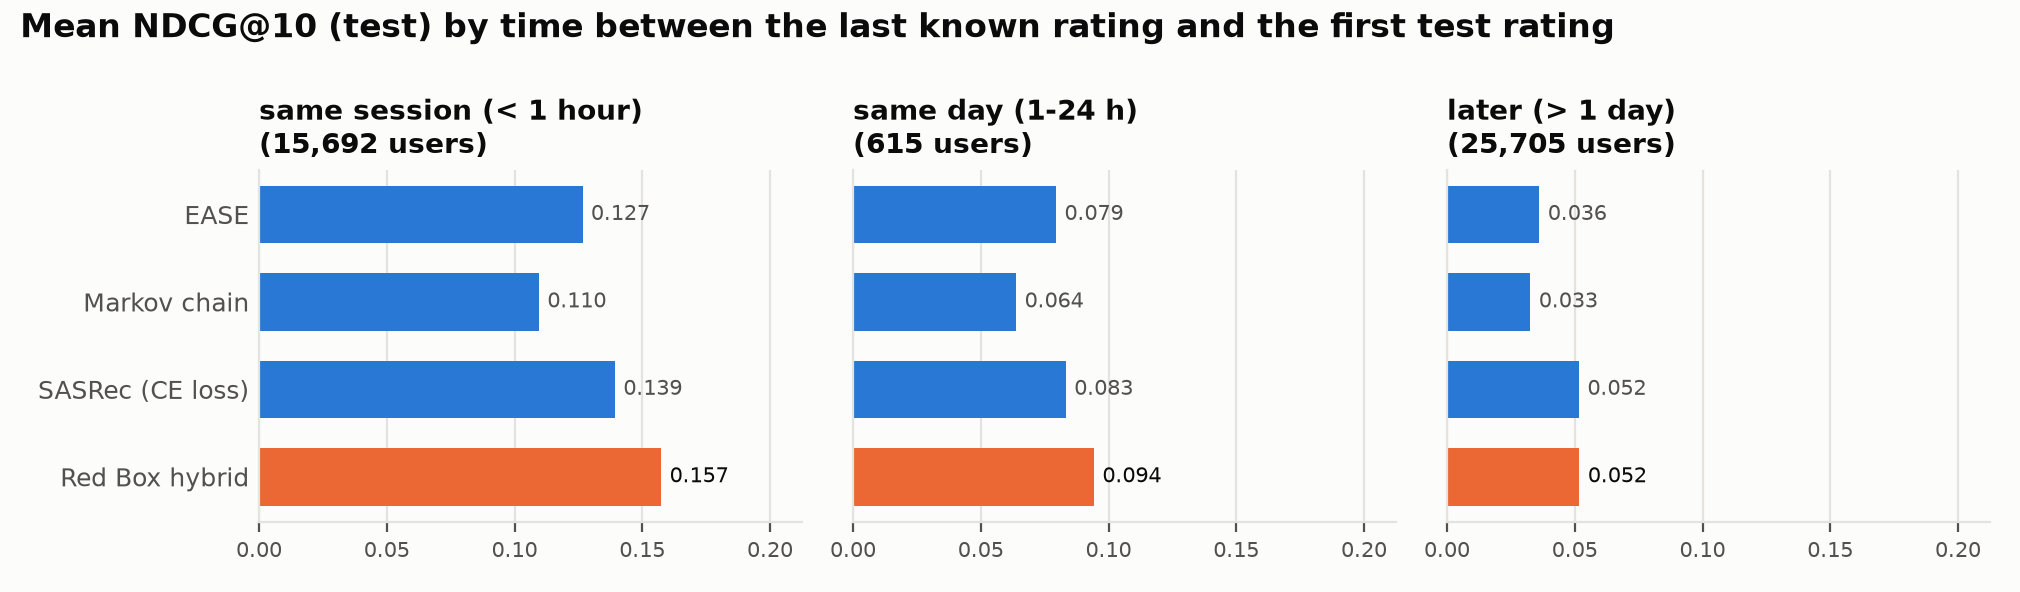 Mean NDCG@10 (test) by time between the last known rating and the first test rating
same session (< 1 hour)
(15,692 users)
same day (1-24 h)
(615 users)
later (> 1 day)
(25,705 users)
EASE
0.127
0.079
0.036
Markov chain
0.110
0.064
0.033
SASRec (CE loss)
0.139
0.083
0.052
Red Box hybrid
0.157
0.094
0.052
0.00 0.05 0.10 0.15 0.20
0.00 0.05 0.10 0.15 0.20
0.00 0.05 0.10 0.15 0.20